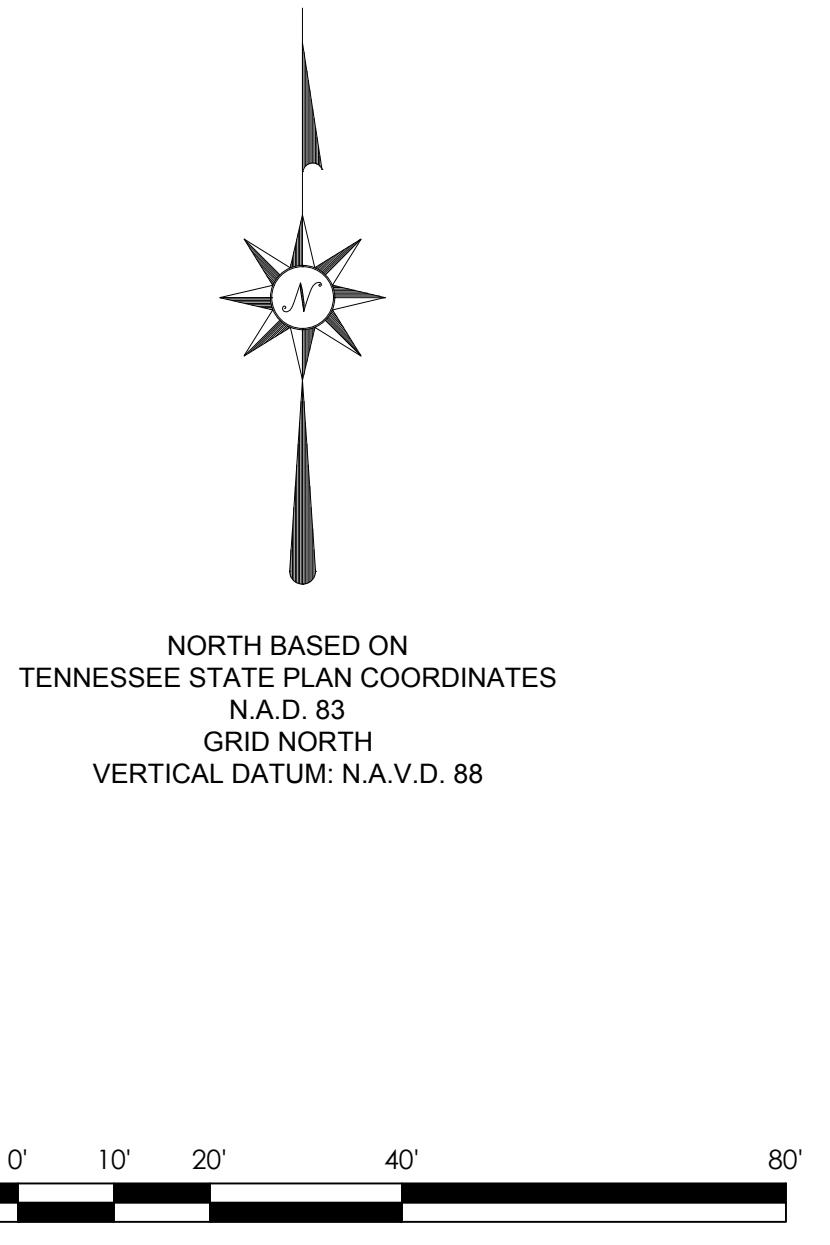 N
NORTH BASED ON
TENNESSEE STATE PLAN COORDINATES
N.A.D. 83
GRID NORTH
VERTICAL DATUM: N.A.V.D. 88
0' 10' 20' 40' 80'